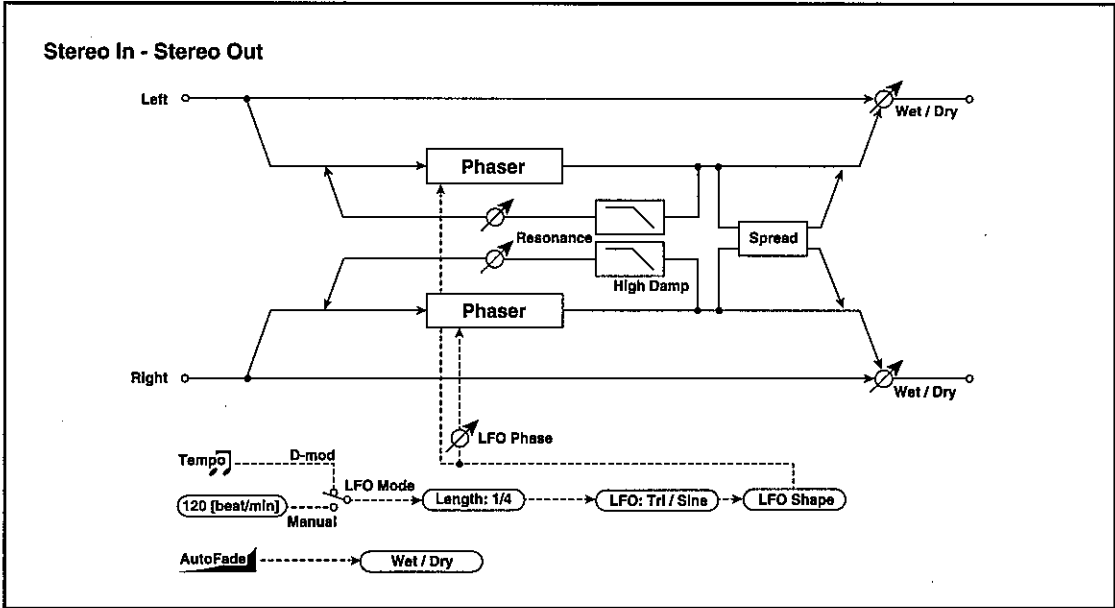 Stereo In - Stereo Out
Left
Wet / Dry
Phaser
Resonance
Spread
High Damp
Phaser
Right
Wet / Dry
LFO Phase
Tempo
D-mod
LFO Mode
120 [beat/min]
Manual
Length: 1/4
LFO: Tri / Sine
LFO Shape
AutoFade
Wet / Dry